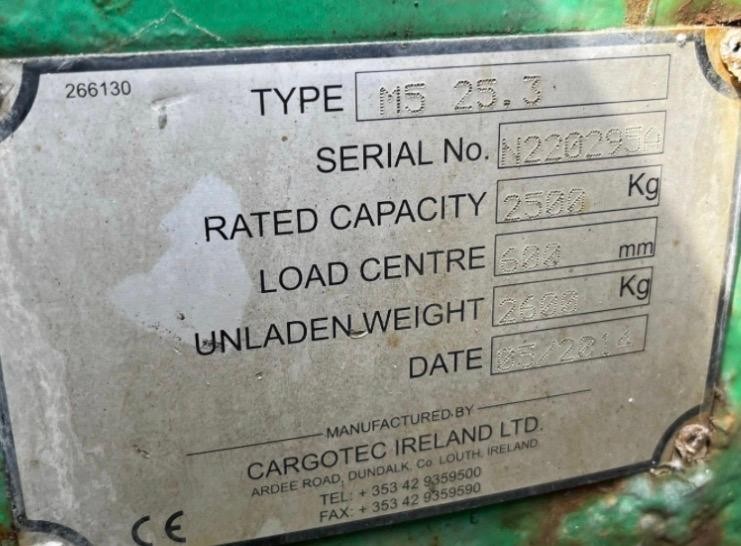 266130
TYPE M5 25.3
SERIAL No. N220295A
RATED CAPACITY 2500 Kg
LOAD CENTRE 600 mm
UNLADEN WEIGHT 2600 Kg
DATE 05/2014
MANUFACTURED BY
CARGOTEC IRELAND LTD.
ARDEE ROAD, DUNDALK, Co LOUTH, IRELAND
TEL: + 353 42 9359500
FAX: + 353 42 9359590
CE